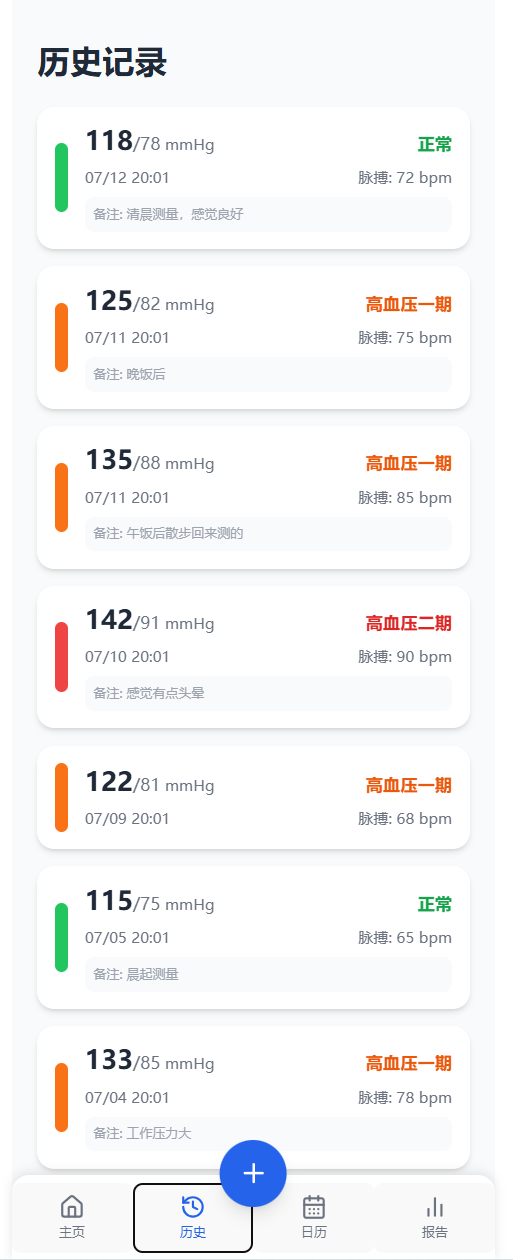 历史记录
118/78 mmHg 正常
07/12 20:01 脉搏: 72 bpm
备注: 清晨测量，感觉良好
125/82 mmHg 高血压一期
07/11 20:01 脉搏: 75 bpm
备注: 晚饭后
135/88 mmHg 高血压一期
07/11 20:01 脉搏: 85 bpm
备注: 午饭后散步回来测的
142/91 mmHg 高血压二期
07/10 20:01 脉搏: 90 bpm
备注: 感觉有点头晕
122/81 mmHg 高血压一期
07/09 20:01 脉搏: 68 bpm
115/75 mmHg 正常
07/05 20:01 脉搏: 65 bpm
备注: 晨起测量
133/85 mmHg 高血压一期
07/04 20:01 脉搏: 78 bpm
备注: 工作压力大
主页 历史 日历 报告